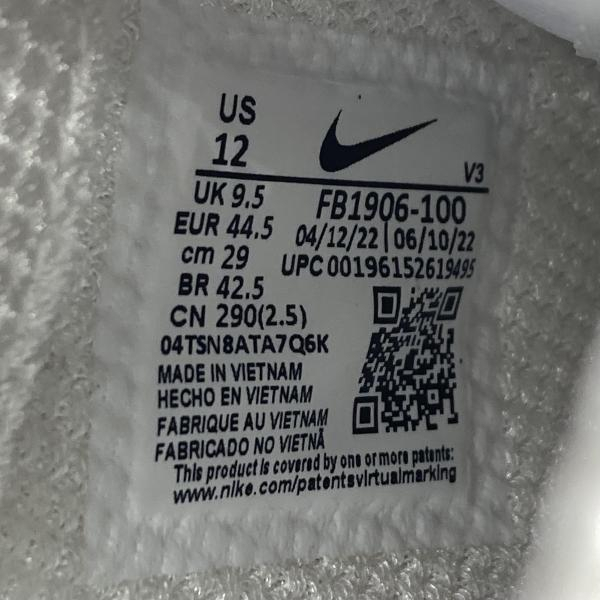 US
12
V3
UK 9.5
EUR 44.5
cm 29
BR 42.5
CN 290(2.5)
FB1906-100
04/12/22 | 06/10/22
UPC 00196152619495
04TSN8ATA7Q6K
MADE IN VIETNAM
HECHO EN VIETNAM
FABRIQUE AU VIETNAM
FABRICADO NO VIETNÃ
This product is covered by one or more patents:
www.nike.com/patentsvirtualmarking